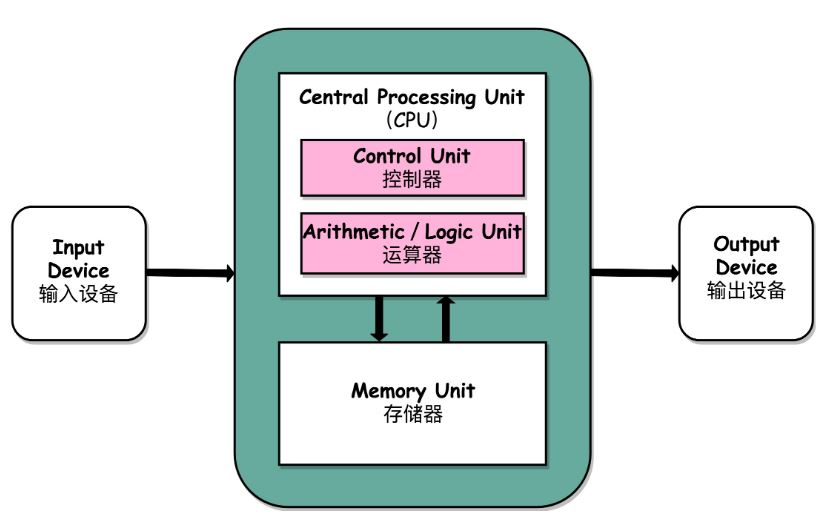 Central Processing Unit
(CPU)
Control Unit
控制器
Arithmetic / Logic Unit
运算器
Input
Device
输入设备
Output
Device
输出设备
Memory Unit
存储器